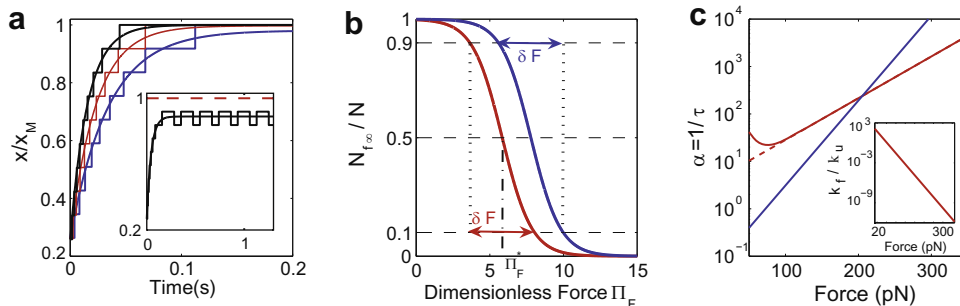 a
x/x_M
1
0.8
0.6
0.4
0.2
0
0.1
0.2
Time(s)
1
0.2
0
1
b
N_f∞ / N
1
0.9
0.5
0.1
0
δ F
δ F
0
5
Π*_F
10
15
Dimensionless Force Π_F
c
α=1/τ
10^4
10^3
10^2
10^1
10^0
10^-1
100
200
300
Force (pN)
k_f / k_u
10^3
10^-3
10^-9
20
300
Force (pN)